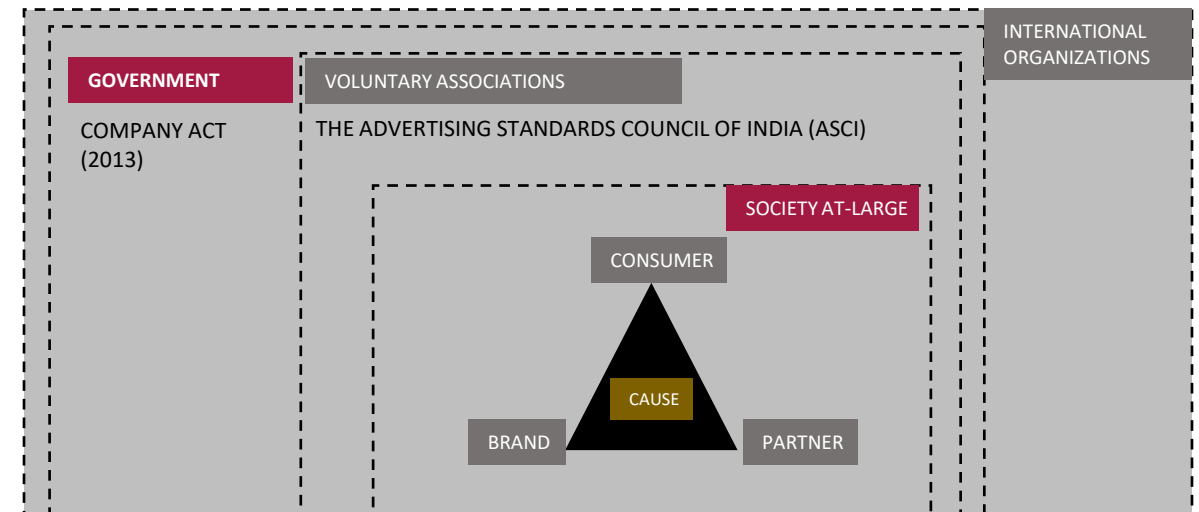 INTERNATIONAL
ORGANIZATIONS
GOVERNMENT
VOLUNTARY ASSOCIATIONS
COMPANY ACT
(2013)
THE ADVERTISING STANDARDS COUNCIL OF INDIA (ASCI)
SOCIETY AT-LARGE
CONSUMER
CAUSE
BRAND
PARTNER